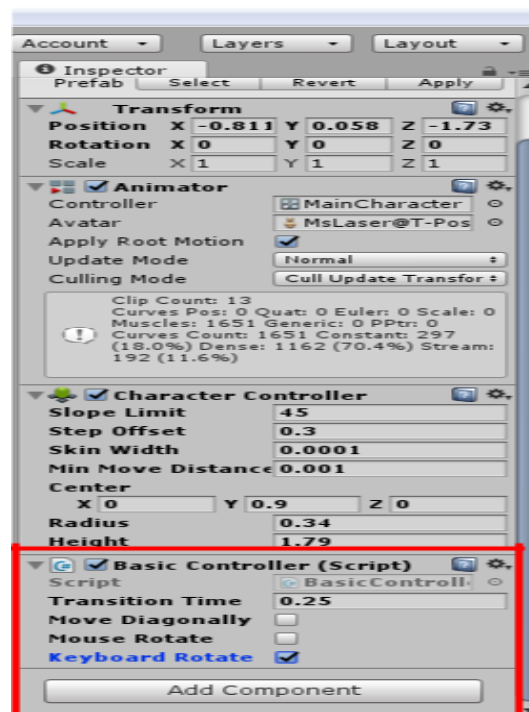 Account Layers Layout
Inspector
Prefab Select Revert Apply
Transform
Position X -0.811 Y 0.058 Z -1.73
Rotation X 0 Y 0 Z 0
Scale X 1 Y 1 Z 1
Animator
Controller MainCharacter
Avatar MsLaser@T-Pos
Apply Root Motion
Update Mode Normal
Culling Mode Cull Update Transfor
Clip Count: 13
Curves Pos: 0 Quat: 0 Euler: 0 Scale: 0
Muscles: 1651 Generic: 0 PPtr: 0
Curves Count: 1651 Constant: 297
(18.0%) Dense: 1162 (70.4%) Stream:
192 (11.6%)
Character Controller
Slope Limit 45
Step Offset 0.3
Skin Width 0.0001
Min Move Distance 0.001
Center
X 0 Y 0.9 Z 0
Radius 0.34
Height 1.79
Basic Controller (Script)
Script BasicControll
Transition Time 0.25
Move Diagonally
Mouse Rotate
Keyboard Rotate
Add Component